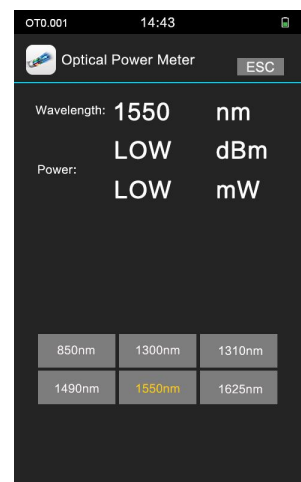 OT0.001 14:43
Optical Power Meter ESC
Wavelength: 1550 nm
LOW dBm
Power:
LOW mW
850nm 1300nm 1310nm
1490nm 1550nm 1625nm